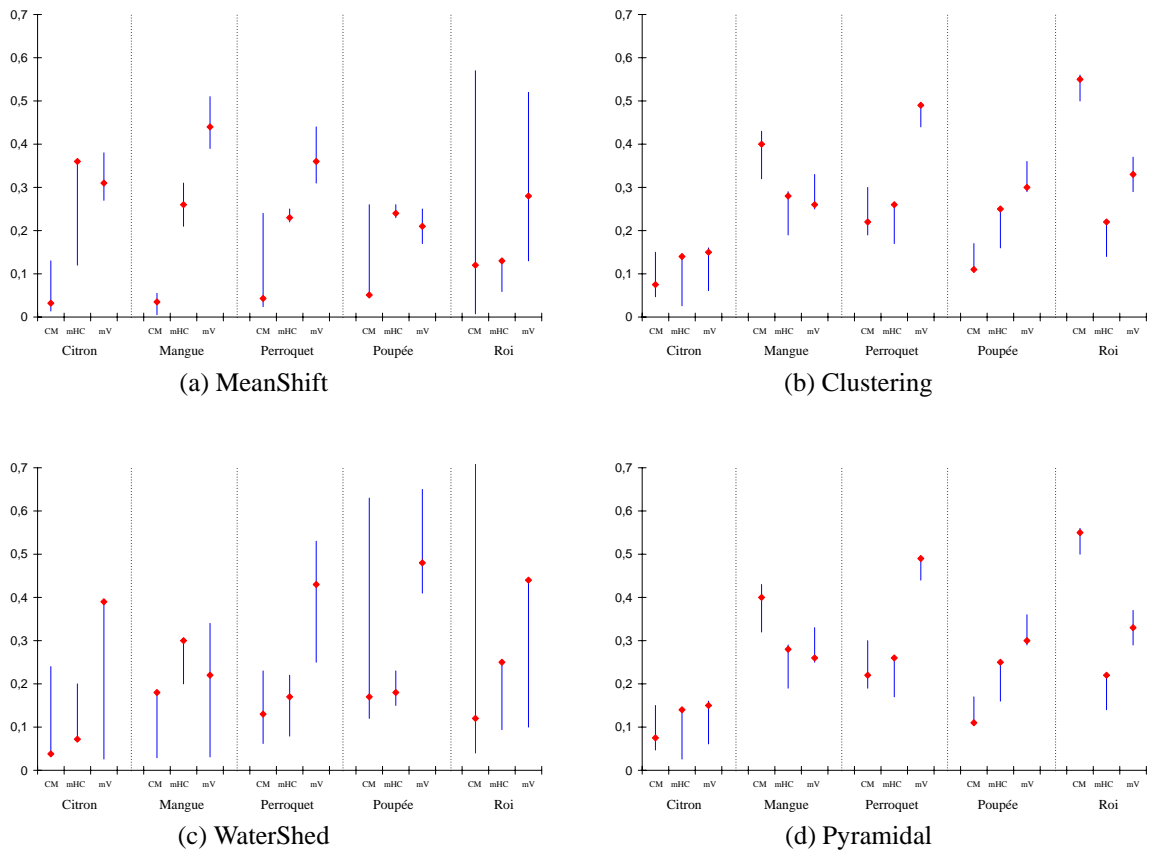 0,7 0,7
0,6 0,6
0,5 0,5
0,4 0,4
0,3 0,3
0,2 0,2
0,1 0,1
0 0
CM mHC mV CM mHC mV CM mHC mV CM mHC mV CM mHC mV CM mHC mV CM mHC mV CM mHC mV CM mHC mV CM mHC mV
Citron Mangue Perroquet Poupée Roi Citron Mangue Perroquet Poupée Roi
(a) MeanShift (b) Clustering
0,7 0,7
0,6 0,6
0,5 0,5
0,4 0,4
0,3 0,3
0,2 0,2
0,1 0,1
0 0
CM mHC mV CM mHC mV CM mHC mV CM mHC mV CM mHC mV CM mHC mV CM mHC mV CM mHC mV CM mHC mV CM mHC mV
Citron Mangue Perroquet Poupée Roi Citron Mangue Perroquet Poupée Roi
(c) WaterShed (d) Pyramidal